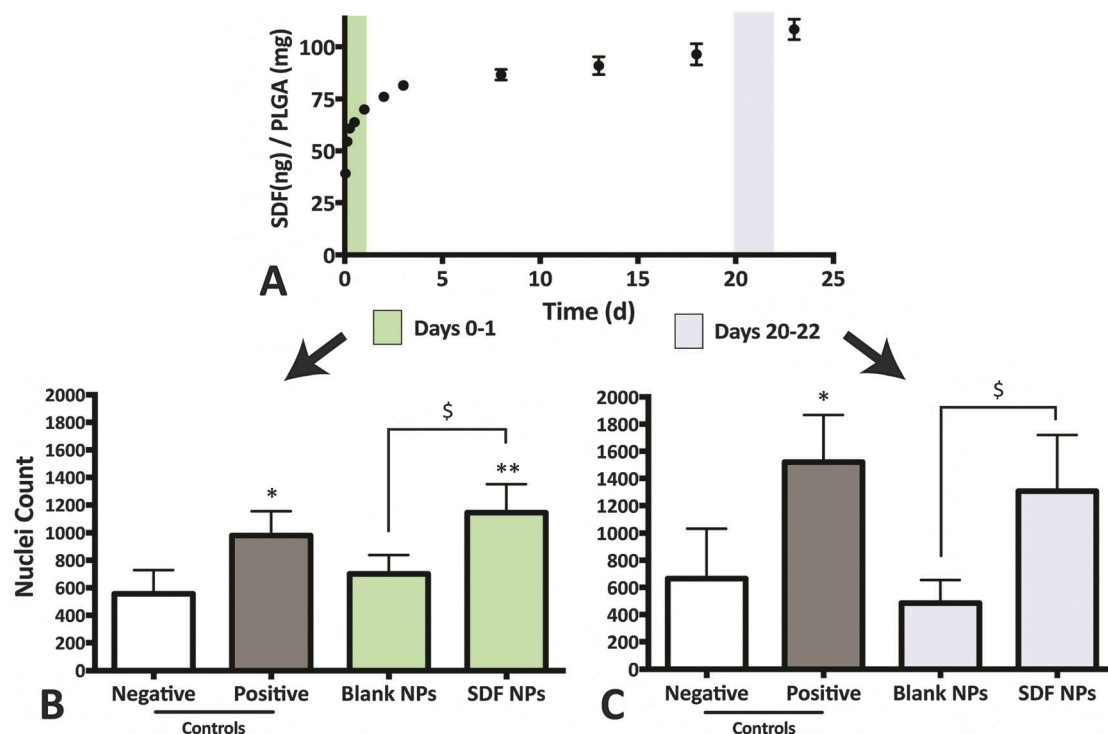 SDF(ng) / PLGA (mg)
100
75
50
25
0
0 5 10 15 20 25
Time (d)
A
Days 0-1
Days 20-22
Nuclei Count
2000
1800
1600
1400
1200
1000
800
600
400
200
0
*
$
**
Negative Positive Blank NPs SDF NPs
Controls
B
2000
1800
1600
1400
1200
1000
800
600
400
200
0
*
$
Negative Positive Blank NPs SDF NPs
Controls
C